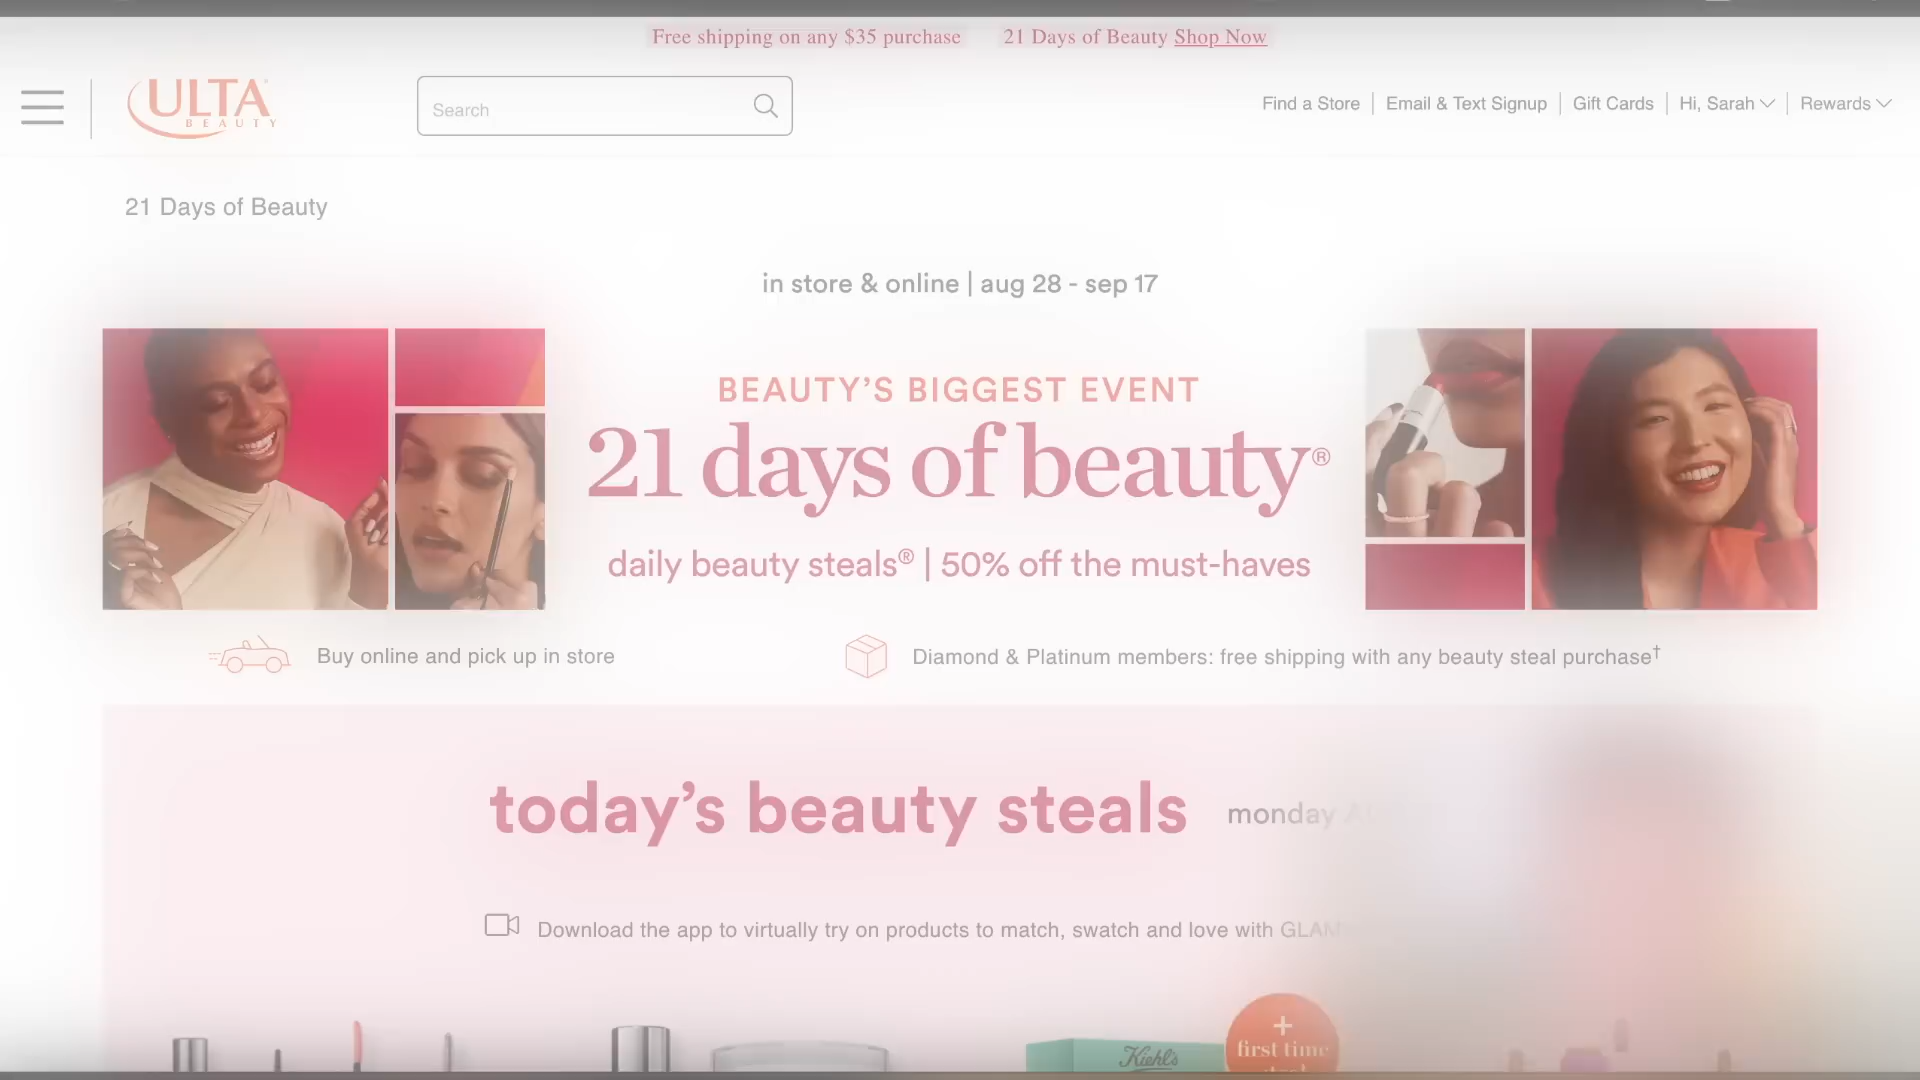 Free shipping on any $35 purchase
21 Days of Beauty Shop Now
ULTA
BEAUTY
Search
Find a Store
Email & Text Signup
Gift Cards
Hi, Sarah
Rewards
21 Days of Beauty
in store & online | aug 28 - sep 17
BEAUTY'S BIGGEST EVENT
21 days of beauty®
daily beauty steals® | 50% off the must-haves
Buy online and pick up in store
Diamond & Platinum members: free shipping with any beauty steal purchase†
today's beauty steals
monday
Download the app to virtually try on products to match, swatch and love with
Kiehl's
+
first time